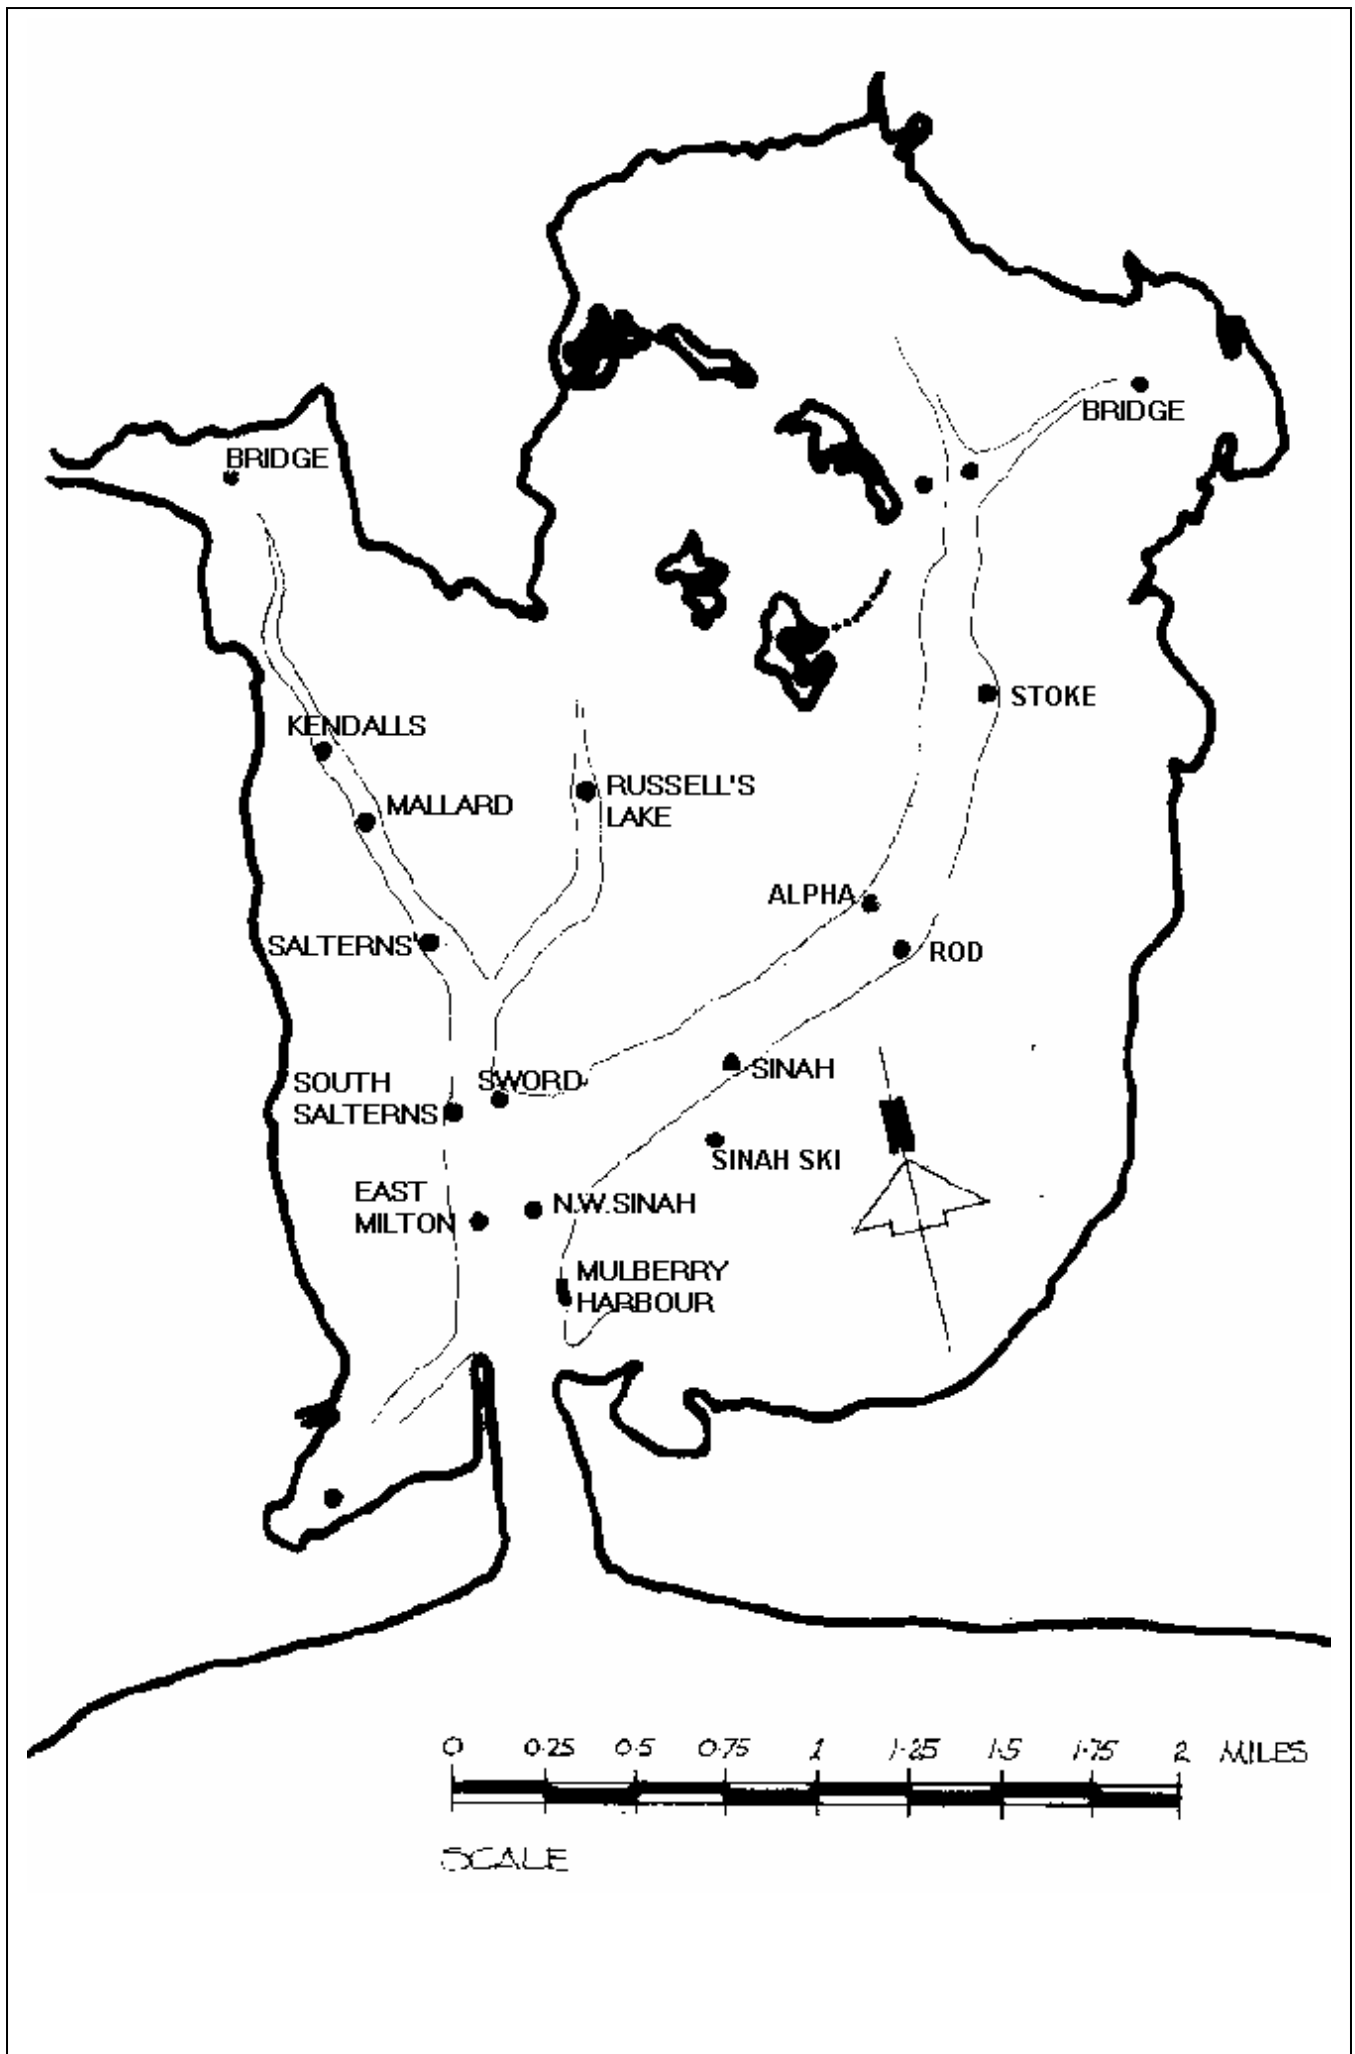 BRIDGE
BRIDGE
STOKE
KENDALLS
MALLARD
RUSSELL'S
LAKE
ALPHA
SALTERNS
ROD
SINAH
SWORD
SOUTH
SALTERNS
SINAH SKI
EAST
MILTON
N.W.SINAH
MULBERRY
HARBOUR
0 0.25 0.5 0.75 1 1.25 1.5 1.75 2 MILES
SCALE